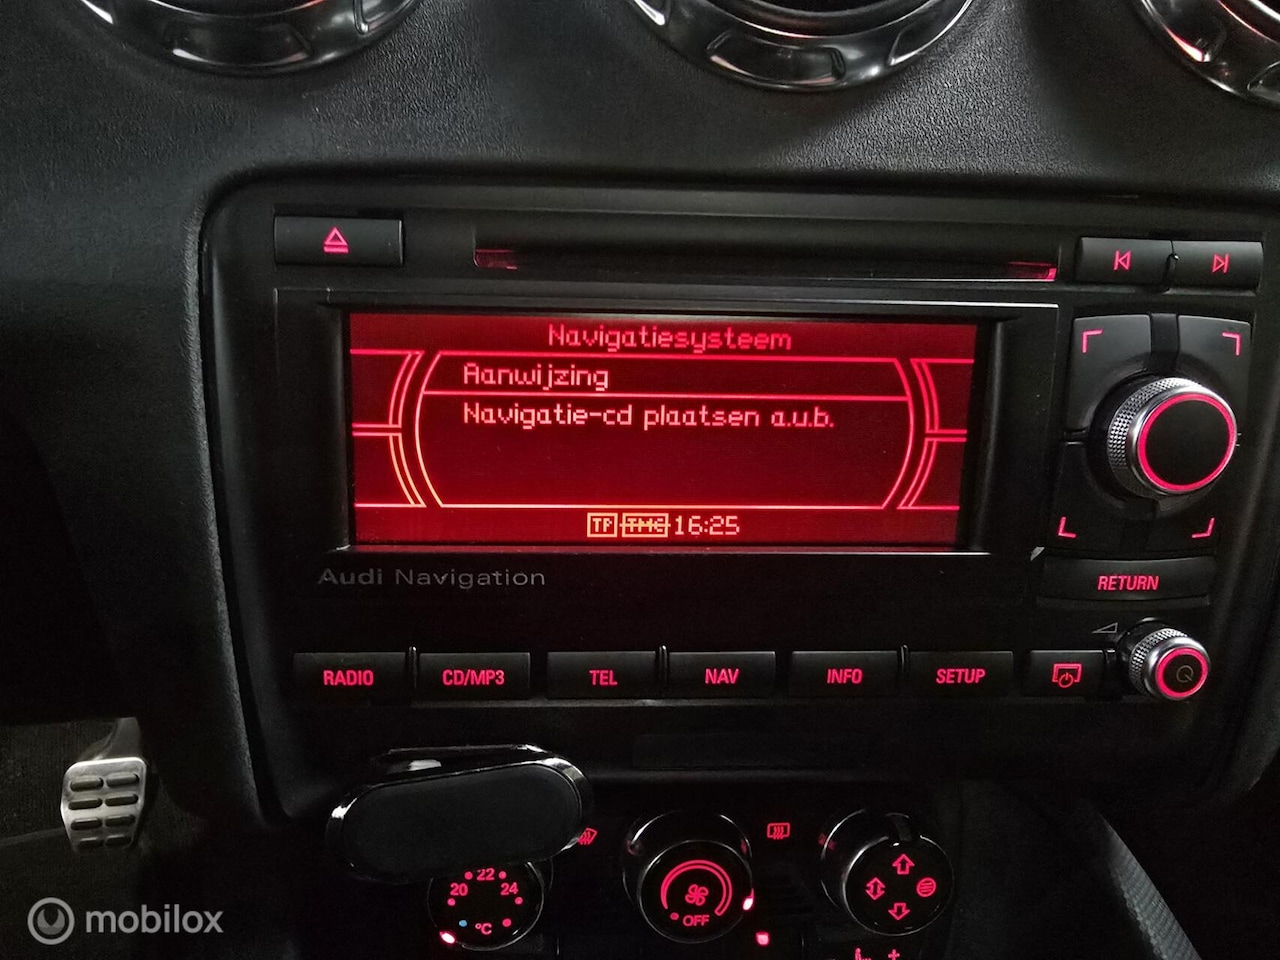 Navigatiesysteem
Aanwijzing
Navigatie-cd plaatsen a.u.b.
TP TMC 16:25
Audi Navigation
RETURN
RADIO CD/MP3 TEL NAV INFO SETUP
20 22 24
°C
OFF
mobilox